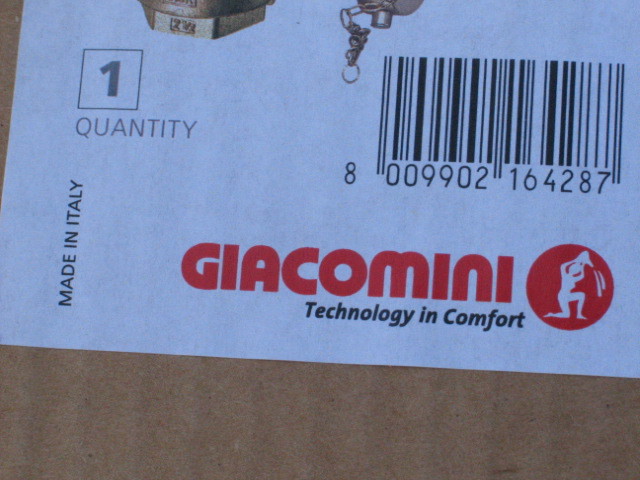 1
QUANTITY
8 009902 164287
MADE IN ITALY
GIACOMINI
Technology in Comfort